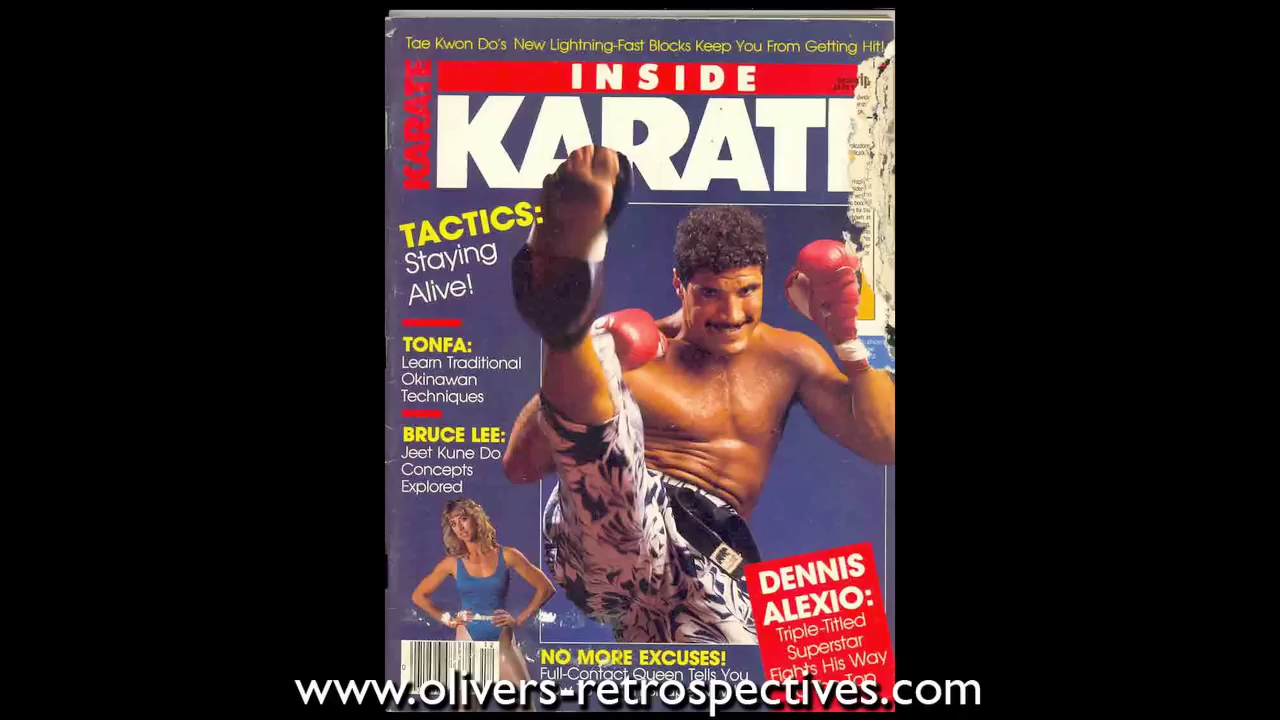 Tae Kwon Do's New Lightning-Fast Blocks Keep You From Getting Hit!
KARATE
INSIDE
KARATE
TACTICS:
Staying
Alive!
TONFA:
Learn Traditional
Okinawan
Techniques
BRUCE LEE:
Jeet Kune Do
Concepts
Explored
DENNIS
ALEXIO:
Triple-Titled
Superstar
Fights His Way
Top
12
NO MORE EXCUSES!
Full-Contact Queen Tells You
www.olivers-retrospectives.com